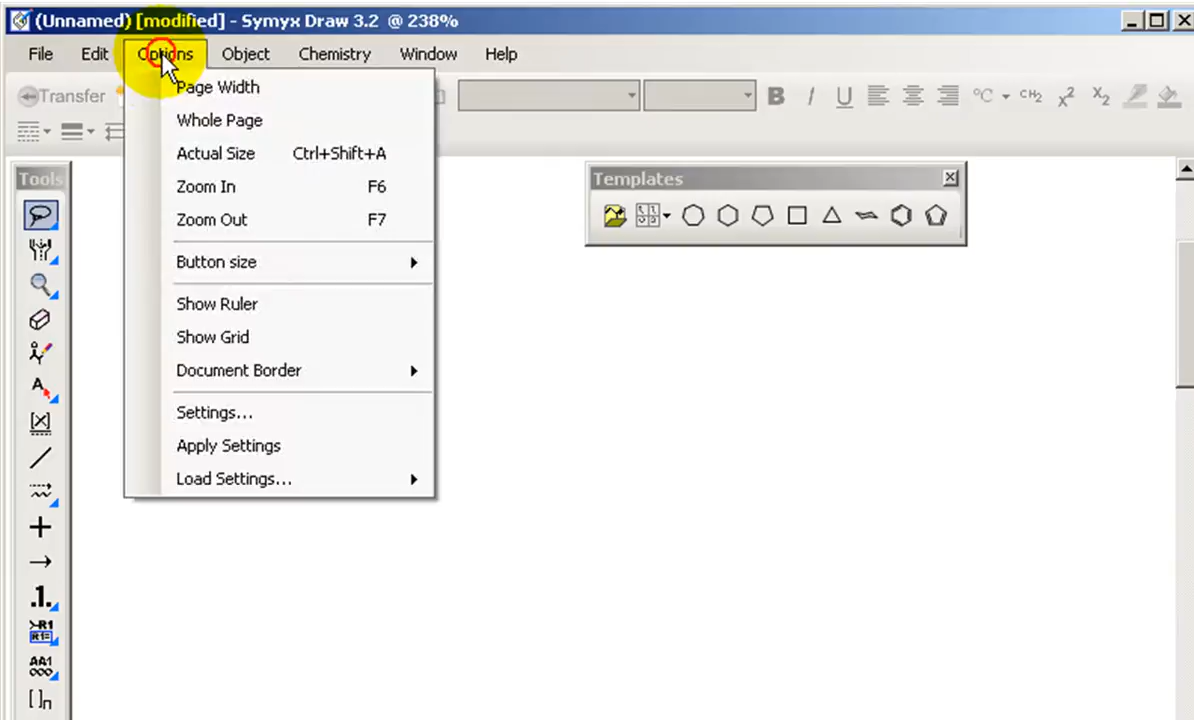 (Unnamed) [modified] - Symyx Draw 3.2 @ 238%
File Edit Options Object Chemistry Window Help
Transfer B I U °C CH₂ x² X₂
Page Width
Whole Page
Actual Size Ctrl+Shift+A
Zoom In F6
Zoom Out F7
Button size
Show Ruler
Show Grid
Document Border
Settings...
Apply Settings
Load Settings...
Tools
Templates
A
[X]
.1.
>R1
R1=
AA1
[ ]n